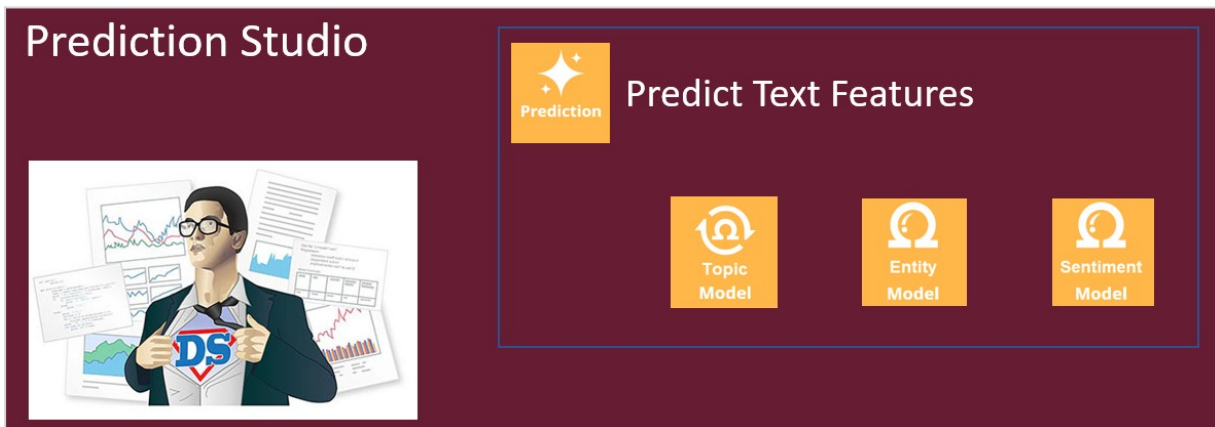 Prediction Studio
Prediction
Predict Text Features
Topic
Model
Entity
Model
Sentiment
Model
DS